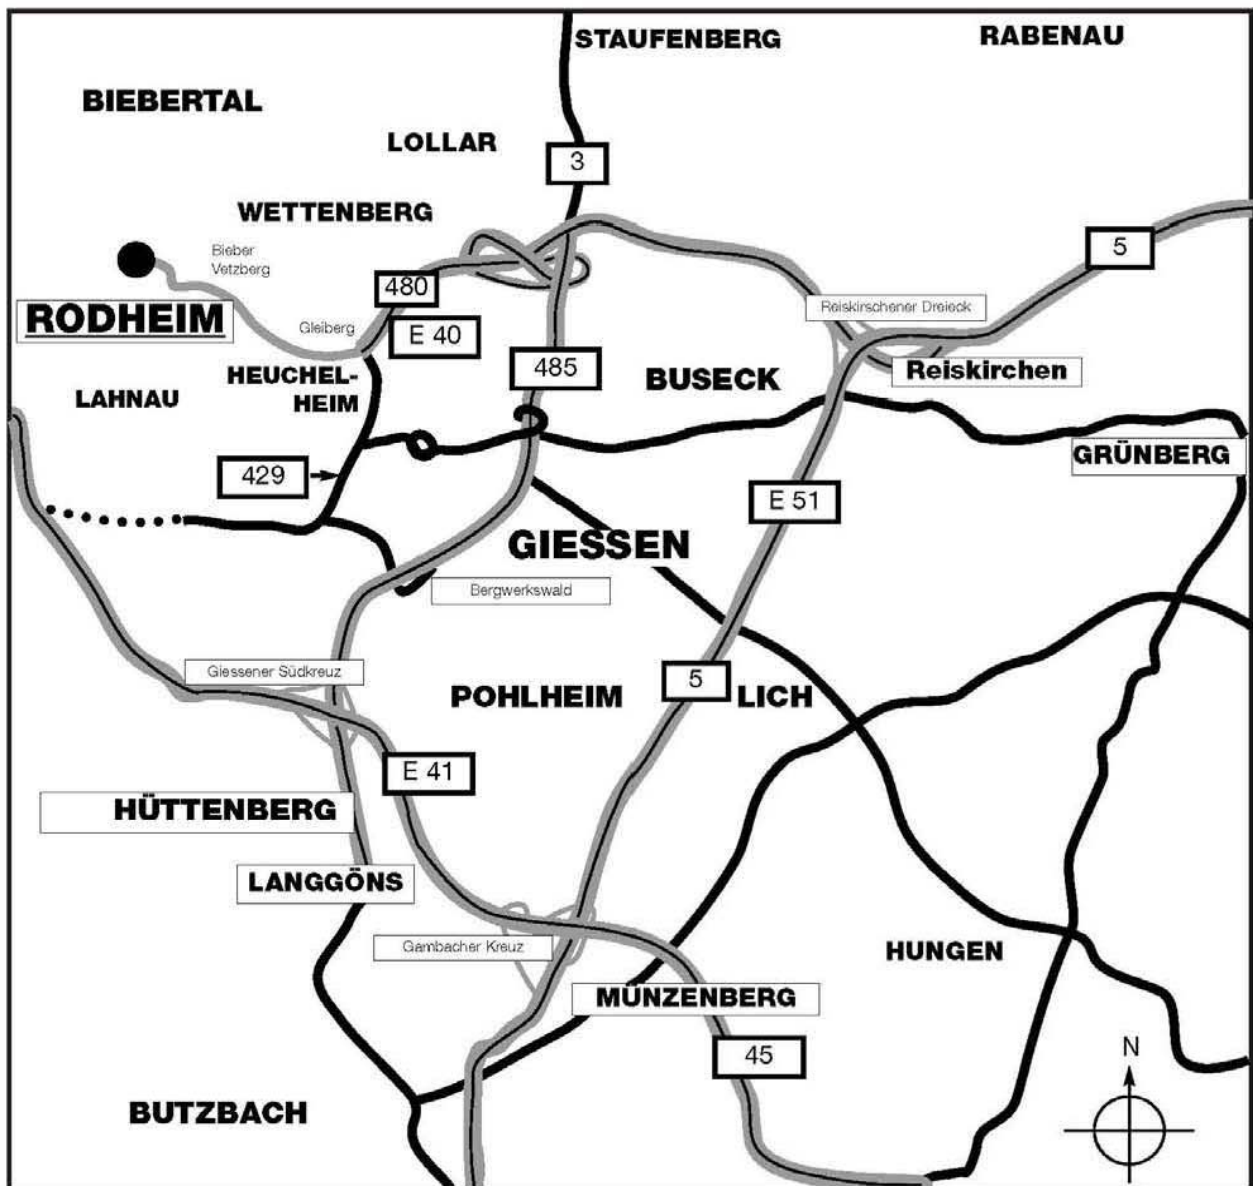 STAUFENBERG
RABENAU
BIEBERTAL
LOLLAR
3
WETTENBERG
5
Bieber
Vetzberg
480
RODHEIM
Gleiberg
E 40
Reiskirschener Dreieck
485
HEUCHEL-
HEIM
BUSECK
Reiskirchen
LAHNAU
GRÜNBERG
429
E 51
GIESSEN
Bergwerkswald
Giessener Südkreuz
5
POHLHEIM
LICH
E 41
HÜTTENBERG
LANGGÖNS
Gambacher Kreuz
HUNGEN
MÜNZENBERG
45
N
BUTZBACH